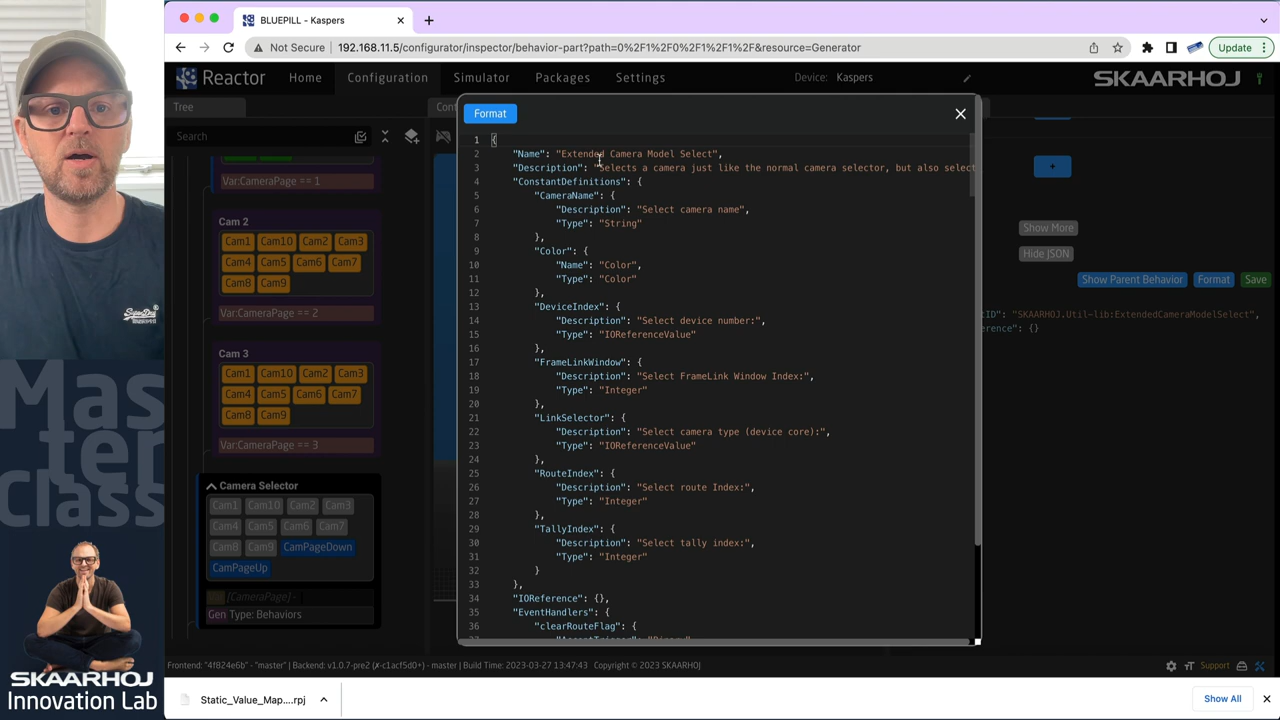 BLUEPILL - Kaspers
Not Secure
192.168.11.5/configurator/inspector/behavior-part?path=0%2F1%2F0%2F1%2F1%2F&resource=Generator
Update
Reactor
Home
Configuration
Simulator
Packages
Settings
Device: Kaspers
SKAARHOJ
Tree
Search
Var:CameraPage == 1
Cam 2
Cam1 Cam10 Cam2 Cam3
Cam4 Cam5 Cam6 Cam7
Cam8 Cam9
Var:CameraPage == 2
Cam 3
Cam1 Cam10 Cam2 Cam3
Cam4 Cam5 Cam6 Cam7
Cam8 Cam9
Var:CameraPage == 3
Camera Selector
Cam1 Cam10 Cam2 Cam3
Cam4 Cam5 Cam6 Cam7
Cam8 Cam9 CamPageDown
CamPageUp
[CameraPage]
Gen Type: Behaviors
Format
1 {
2 "Name": "Extended Camera Model Select",
3 "Description": "Selects a camera just like the normal camera selector, but also select
4 "ConstantDefinitions": {
5 "CameraName": {
6 "Description": "Select camera name",
7 "Type": "String"
8 },
9 "Color": {
10 "Name": "Color",
11 "Type": "Color"
12 },
13 "DeviceIndex": {
14 "Description": "Select device number:",
15 "Type": "IOReferenceValue"
16 },
17 "FrameLinkWindow": {
18 "Description": "Select FrameLink Window Index:",
19 "Type": "Integer"
20 },
21 "LinkSelector": {
22 "Description": "Select camera type (device core):",
23 "Type": "IOReferenceValue"
24 },
25 "RouteIndex": {
26 "Description": "Select route Index:",
27 "Type": "Integer"
28 },
29 "TallyIndex": {
30 "Description": "Select tally index:",
31 "Type": "Integer"
32 }
33 },
34 "IOReference": {},
35 "EventHandlers": {
36 "clearRouteFlag": {
37 "AcceptTrigger": "Binary"
Show More
Hide JSON
Show Parent Behavior
Format
Save
tID": "SKAARHOJ.Util-lib:ExtendedCameraModelSelect",
erence": {}
Frontend: "4f824e6b" - "master" | Backend: v1.0.7-pre2 (✗-c1acf5d0+) - master | Build Time: 2023-03-27 13:47:43 Copyright © 2023 SKAARHOJ
Support
Static_Value_Map....rpj
Show All
SuperDry
Mas
ter
Class
SKAARHOJ
Innovation Lab